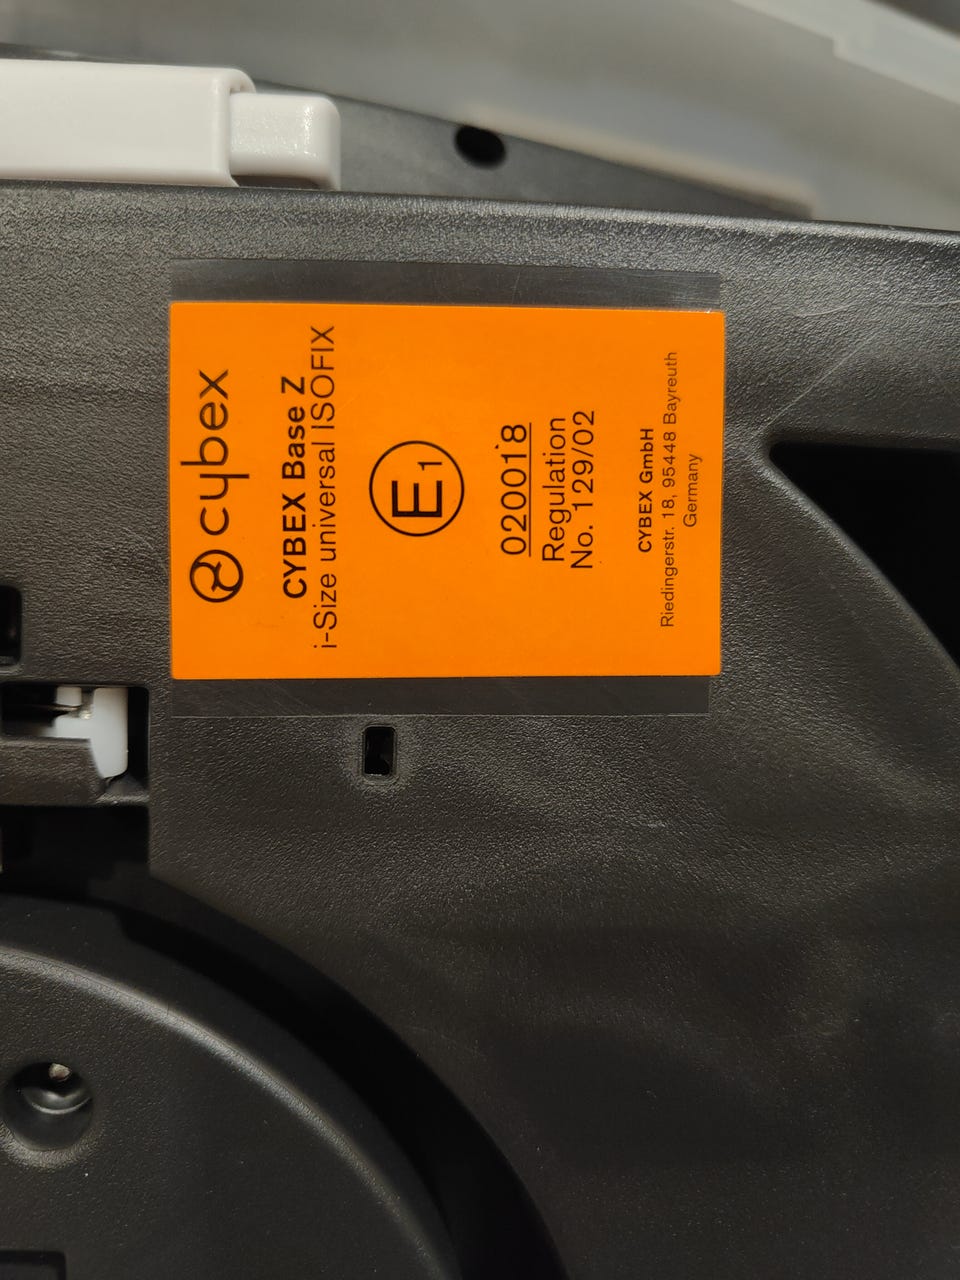 cybex
CYBEX Base Z
i-Size universal ISOFIX
E1
020018
Regulation
No. 129/02
CYBEX GmbH
Riedingerstr. 18, 95448 Bayreuth
Germany